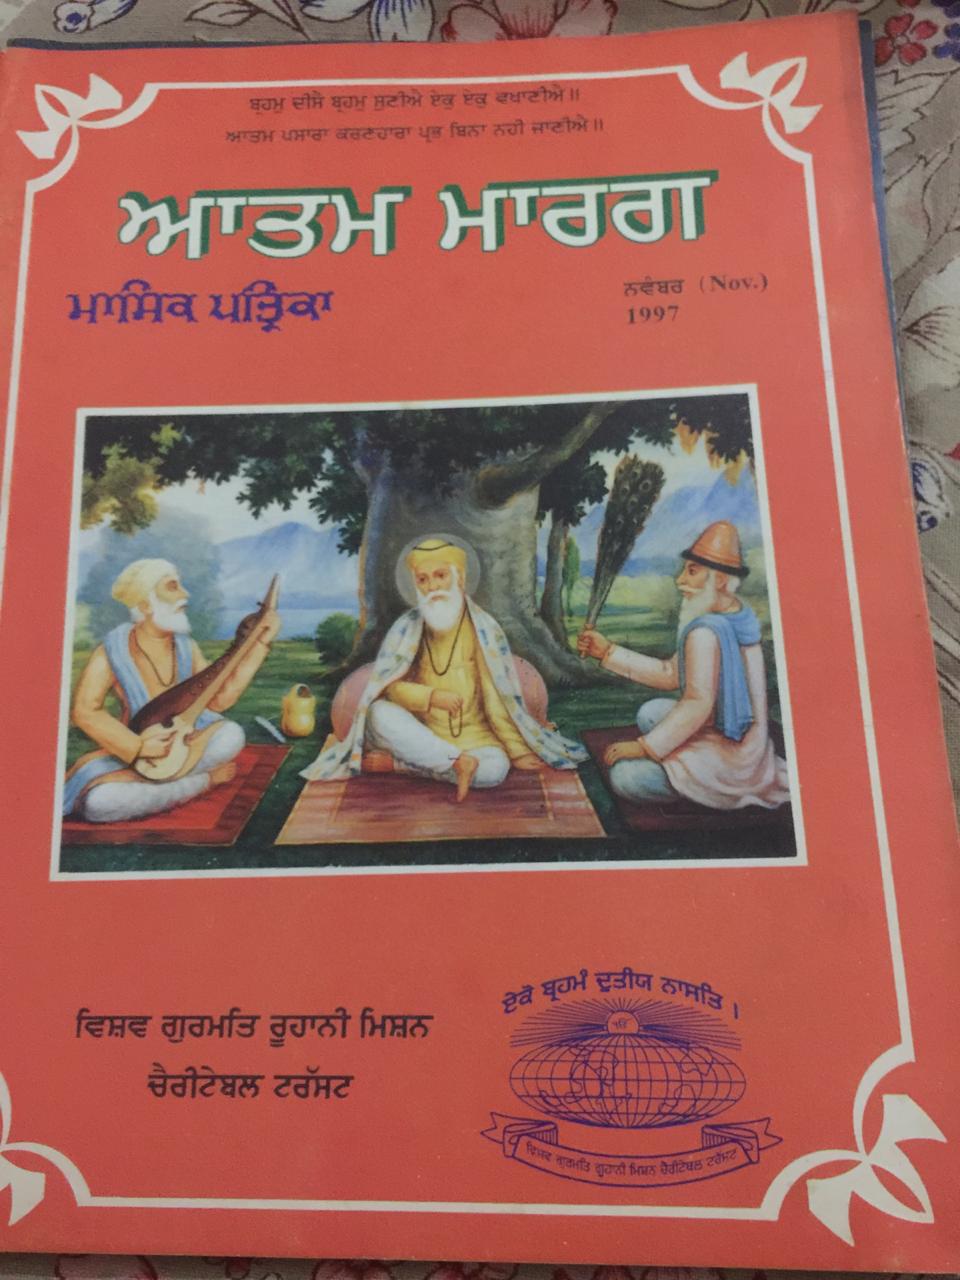 ਬ੍ਰਹਮੁ ਦੀਸੈ ਬ੍ਰਹਮੁ ਸੁਣੀਐ ਏਕੁ ਏਕੁ ਵਖਾਣੀਐ॥
ਆਤਮ ਪਸਾਰਾ ਕਰਣਹਾਰਾ ਪ੍ਰਭ ਬਿਨਾ ਨਹੀ ਜਾਣੀਐ॥
ਆਤਮ ਮਾਰਗ
ਮਾਸਿਕ ਪਤ੍ਰਿਕਾ
ਨਵੰਬਰ (Nov.)
1997
ਏਕੋ ਬ੍ਰਹਮੰ ਦੁਤੀਯ ਨਾਸਤਿ।
ੴ
ਵਿਸ਼ਵ ਗੁਰਮਤਿ ਰੂਹਾਨੀ ਮਿਸ਼ਨ
ਚੈਰੀਟੇਬਲ ਟਰੱਸਟ
ਵਿਸ਼ਵ ਗੁਰਮਤਿ ਰੂਹਾਨੀ ਮਿਸ਼ਨ ਚੈਰੀਟੇਬਲ ਟਰੱਸਟ